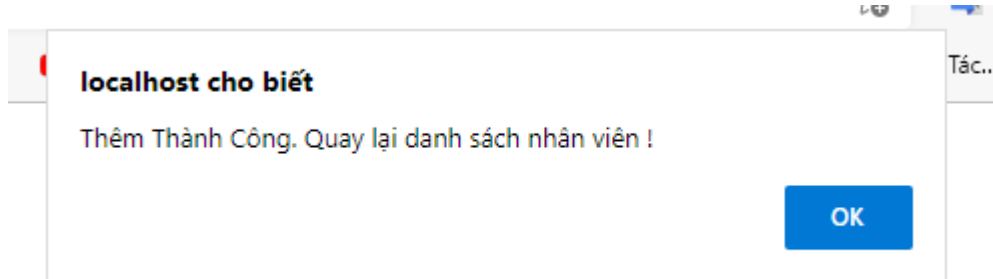 Tác..
localhost cho biết
Thêm Thành Công. Quay lại danh sách nhân viên !
OK